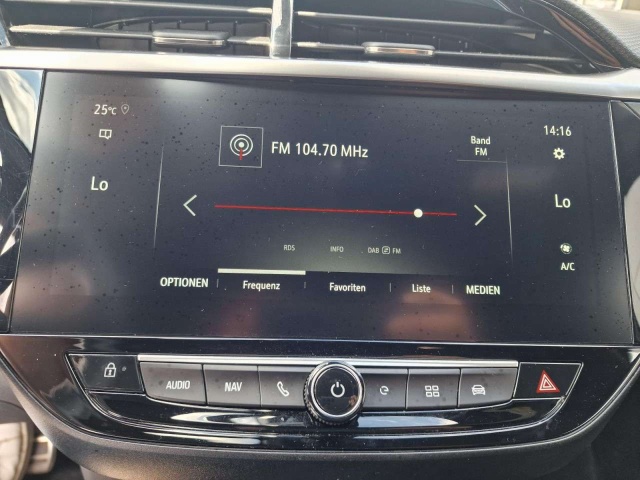 25°C
14:16
FM 104.70 MHz
Band
FM
Lo
Lo
RDS INFO DAB FM
A/C
OPTIONEN Frequenz Favoriten Liste MEDIEN
AUDIO NAV